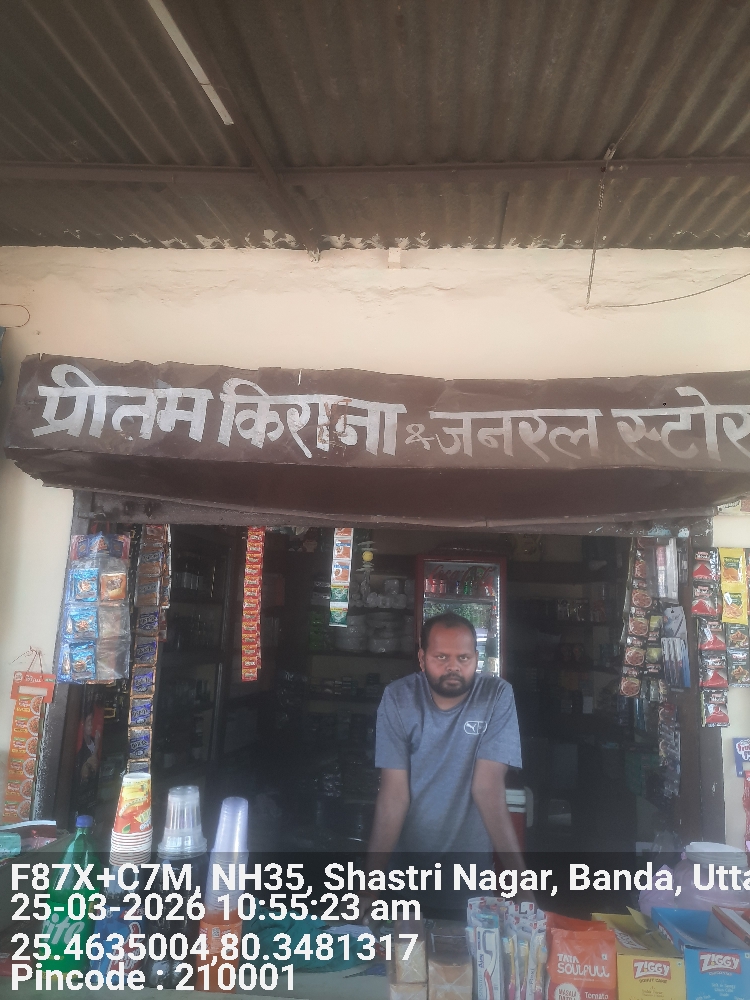 प्रीतम किराना & जनरल स्टोर
TATA
SOULFULL
ZIGGY
ZIGGY
F87X+C7M, NH35, Shastri Nagar, Banda, Utta
25-03-2026 10:55:23 am
25.4635004,80.3481317
Pincode : 210001